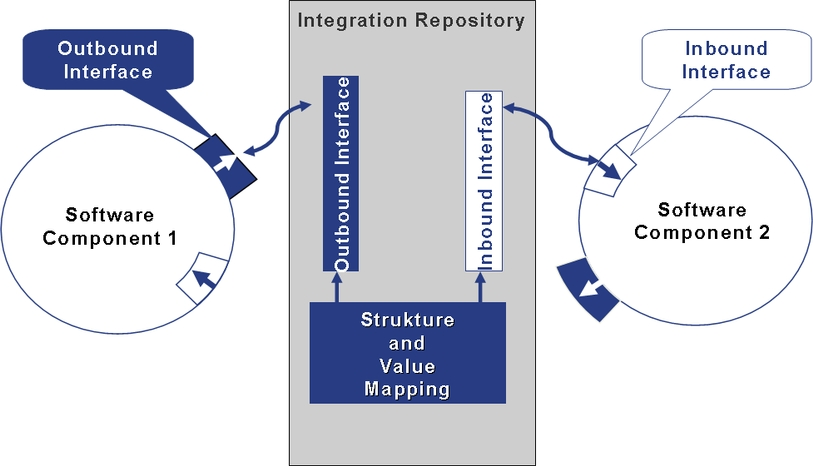 Integration Repository
Outbound
Interface
Inbound
Interface
Outbound Interface
Inbound Interface
Software
Component 1
Software
Component 2
Strukture
and
Value
Mapping